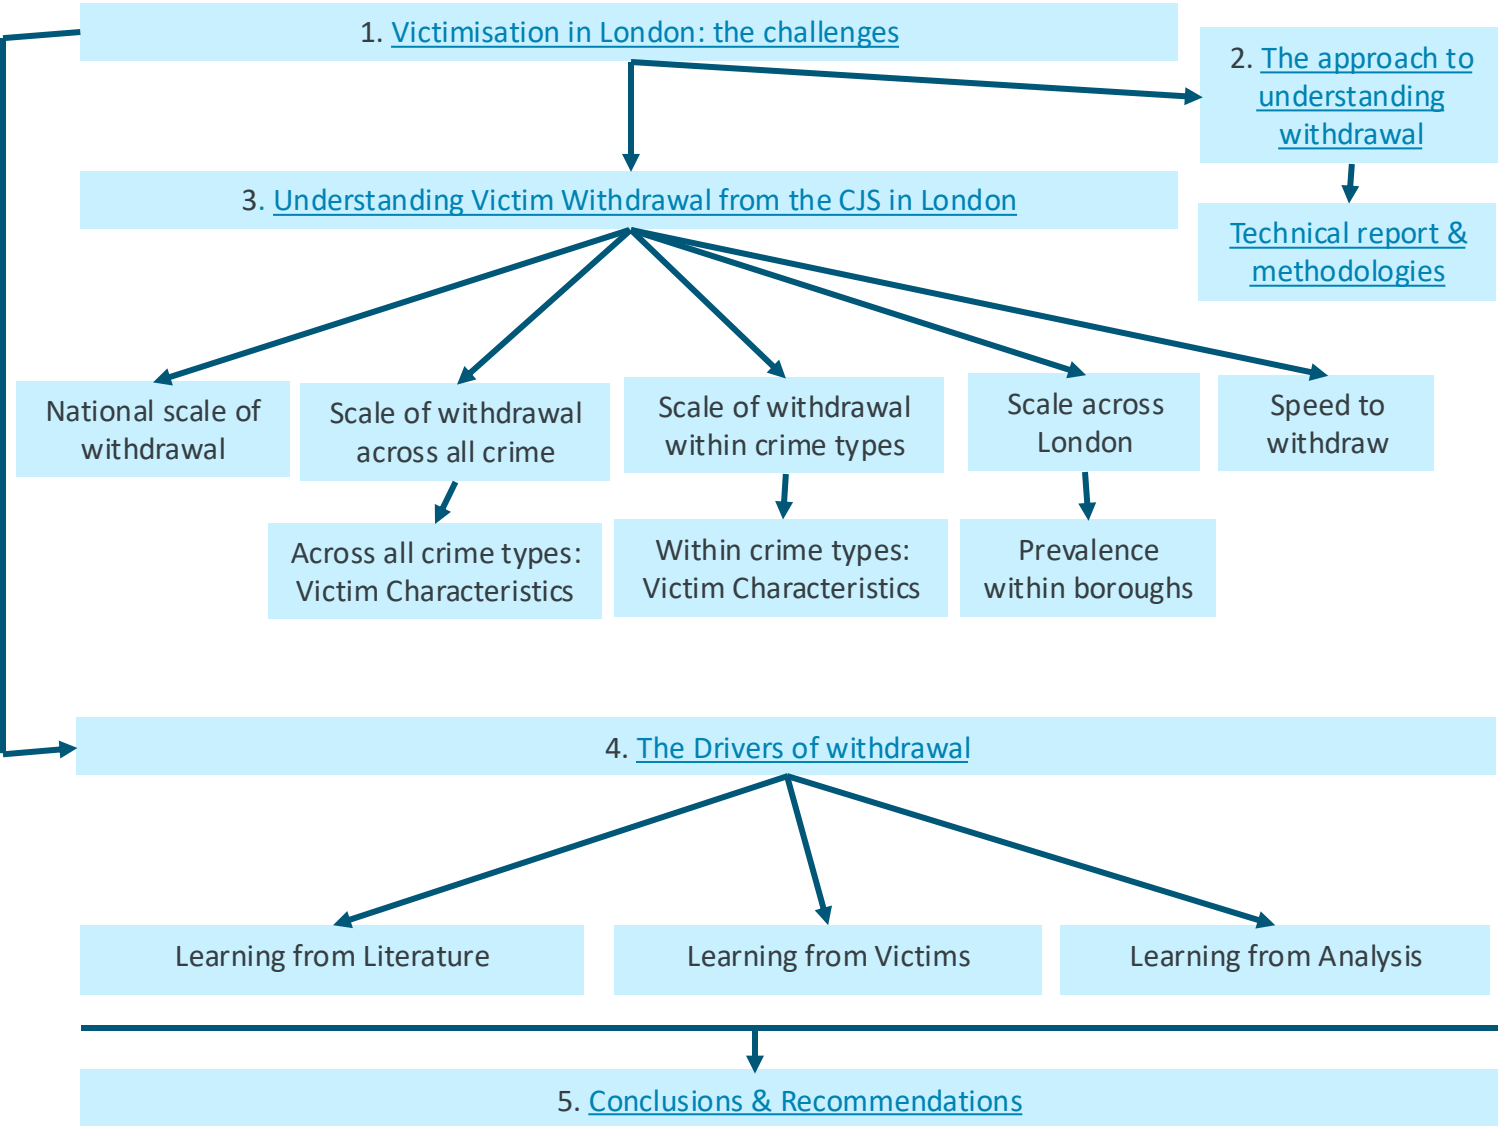 1. Victimisation in London: the challenges
2. The approach to
understanding
withdrawal
3. Understanding Victim Withdrawal from the CJS in London
Technical report &
methodologies
National scale of
withdrawal
Scale of withdrawal
across all crime
Scale of withdrawal
within crime types
Scale across
London
Speed to
withdraw
Across all crime types:
Victim Characteristics
Within crime types:
Victim Characteristics
Prevalence
within boroughs
4. The Drivers of withdrawal
Learning from Literature
Learning from Victims
Learning from Analysis
5. Conclusions & Recommendations